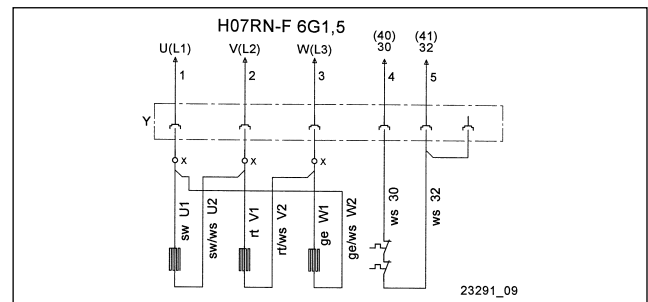 H07RN-F 6G1,5
U(L1) V(L2) W(L3) (40) (41)
30 32
1 2 3 4 5
Y
x x x
sw U1
sw/ws U2
rt V1
rt/ws V2
ge W1
ge/ws W2
ws 30
ws 32
23291_09